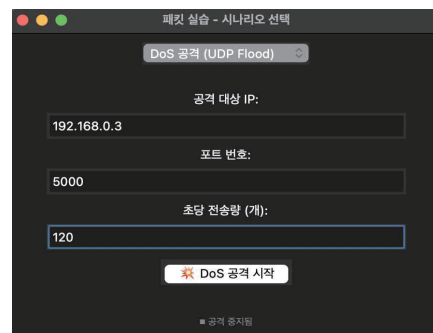 패킷 실습 - 시나리오 선택
DoS 공격 (UDP Flood)
공격 대상 IP:
192.168.0.3
포트 번호:
5000
초당 전송량 (개):
120
💥 DoS 공격 시작
■ 공격 중지됨